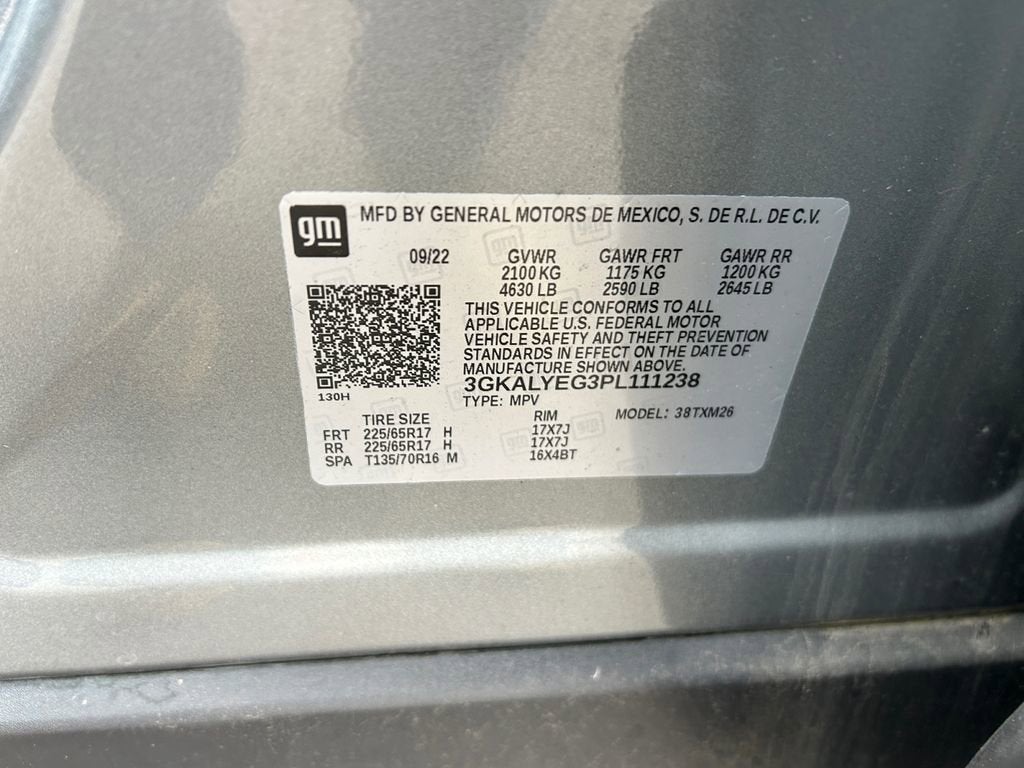 gm MFD BY GENERAL MOTORS DE MEXICO, S. DE R.L. DE C.V.
09/22 GVWR GAWR FRT GAWR RR
2100 KG 1175 KG 1200 KG
4630 LB 2590 LB 2645 LB
THIS VEHICLE CONFORMS TO ALL
APPLICABLE U.S. FEDERAL MOTOR
VEHICLE SAFETY AND THEFT PREVENTION
STANDARDS IN EFFECT ON THE DATE OF
MANUFACTURE SHOWN ABOVE.
3GKALYEG3PL111238
130H
TYPE: MPV
TIRE SIZE RIM MODEL: 38TXM26
FRT 225/65R17 H 17X7J
RR 225/65R17 H 17X7J
SPA T135/70R16 M 16X4BT